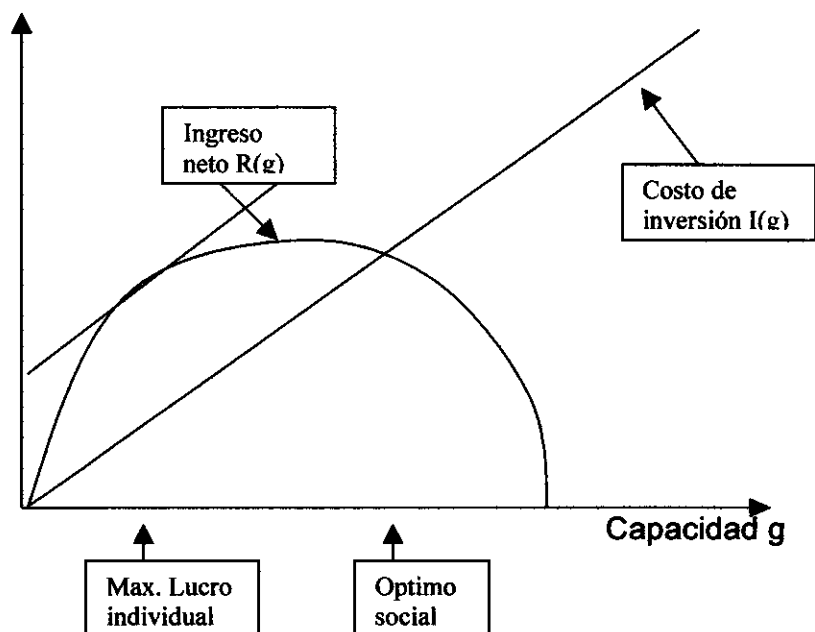 Ingreso
neto R(g)
Costo de
inversión I(g)
Capacidad g
Max. Lucro
individual
Optimo
social